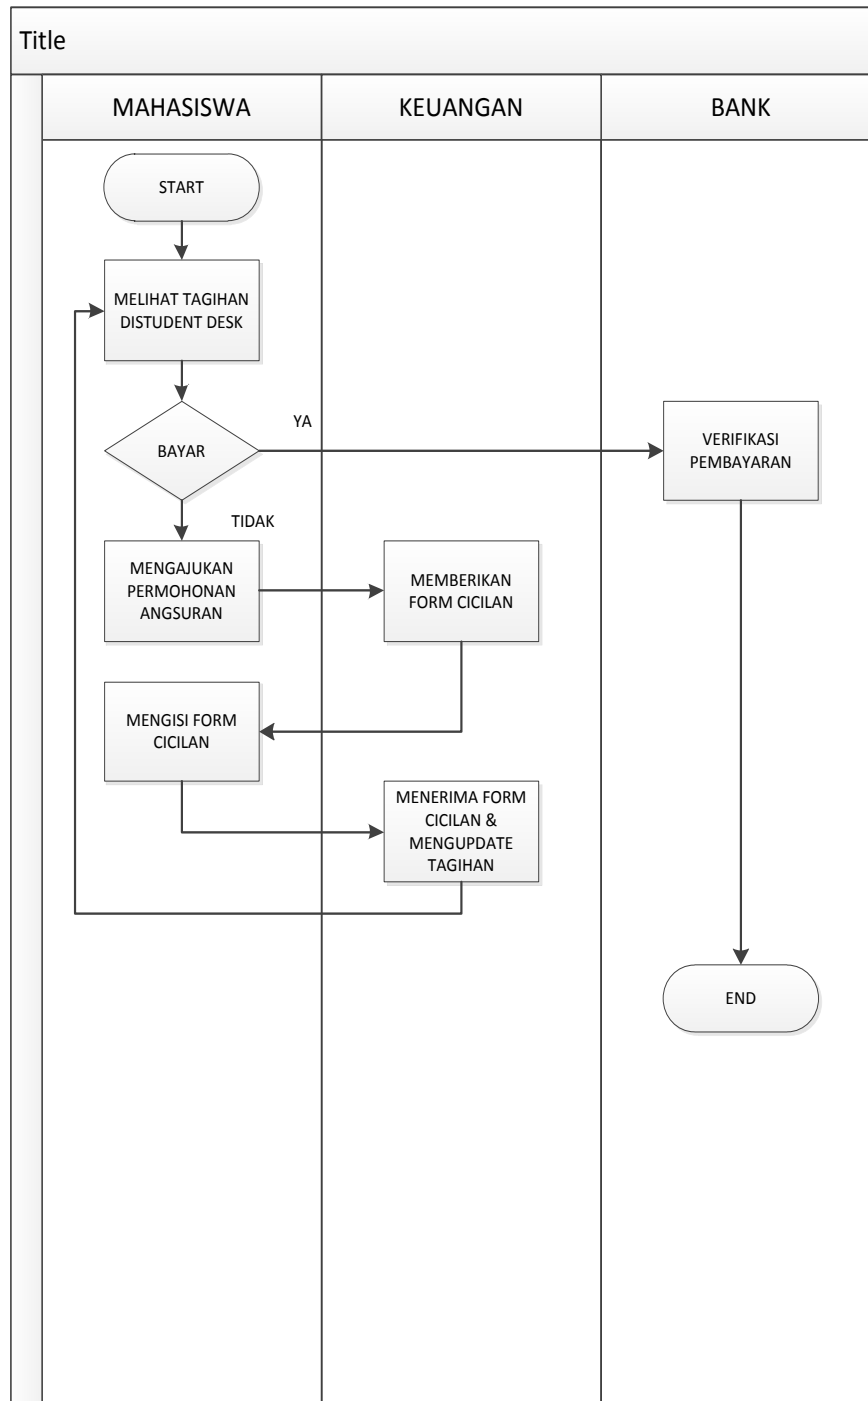 Title
MAHASISWA
KEUANGAN
BANK
START
MELIHAT TAGIHAN
DISTUDENT DESK
BAYAR
YA
VERIFIKASI
PEMBAYARAN
TIDAK
MENGAJUKAN
PERMOHONAN
ANGSURAN
MEMBERIKAN
FORM CICILAN
MENGISI FORM
CICILAN
MENERIMA FORM
CICILAN &
MENGUPDATE
TAGIHAN
END